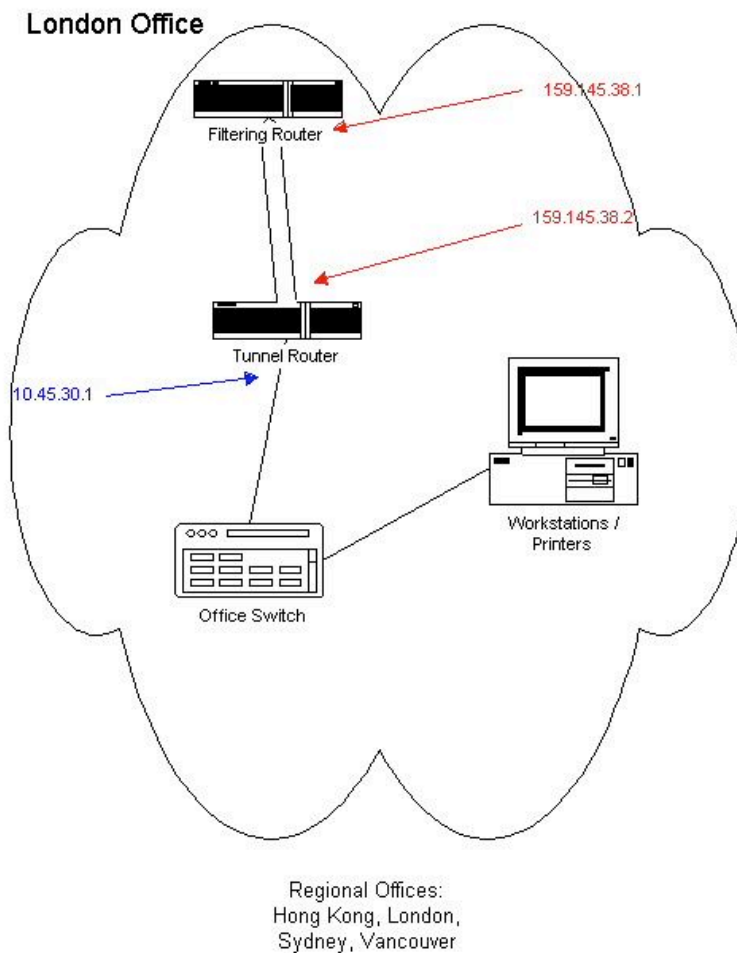 London Office
159.145.38.1
Filtering Router
159.145.38.2
Tunnel Router
10.45.30.1
Workstations /
Printers
Office Switch
Regional Offices:
Hong Kong, London,
Sydney, Vancouver